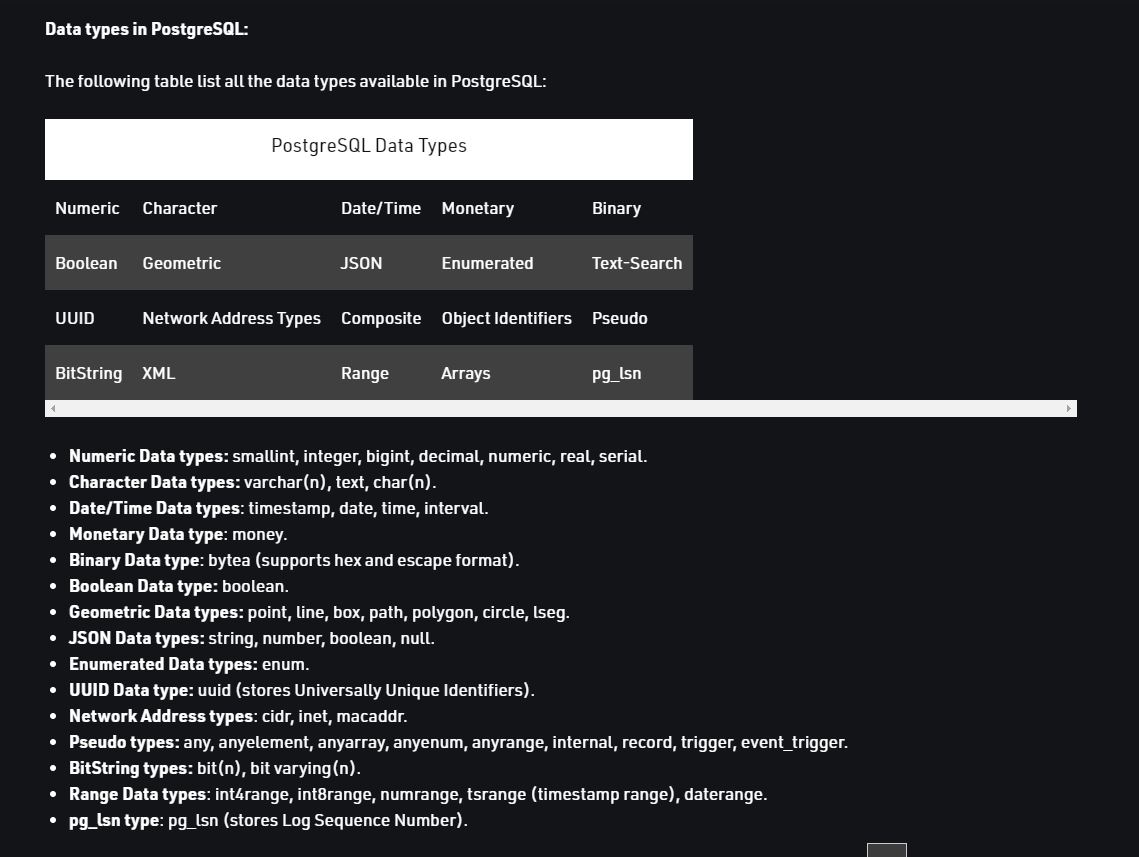 Data types in PostgreSQL:
The following table list all the data types available in PostgreSQL:
PostgreSQL Data Types
Numeric Character Date/Time Monetary Binary
Boolean Geometric JSON Enumerated Text-Search
UUID Network Address Types Composite Object Identifiers Pseudo
BitString XML Range Arrays pg_lsn
• Numeric Data types: smallint, integer, bigint, decimal, numeric, real, serial.
• Character Data types: varchar(n), text, char(n).
• Date/Time Data types: timestamp, date, time, interval.
• Monetary Data type: money.
• Binary Data type: bytea (supports hex and escape format).
• Boolean Data type: boolean.
• Geometric Data types: point, line, box, path, polygon, circle, lseg.
• JSON Data types: string, number, boolean, null.
• Enumerated Data types: enum.
• UUID Data type: uuid (stores Universally Unique Identifiers).
• Network Address types: cidr, inet, macaddr.
• Pseudo types: any, anyelement, anyarray, anyenum, anyrange, internal, record, trigger, event_trigger.
• BitString types: bit(n), bit varying(n).
• Range Data types: int4range, int8range, numrange, tsrange (timestamp range), daterange.
• pg_lsn type: pg_lsn (stores Log Sequence Number).